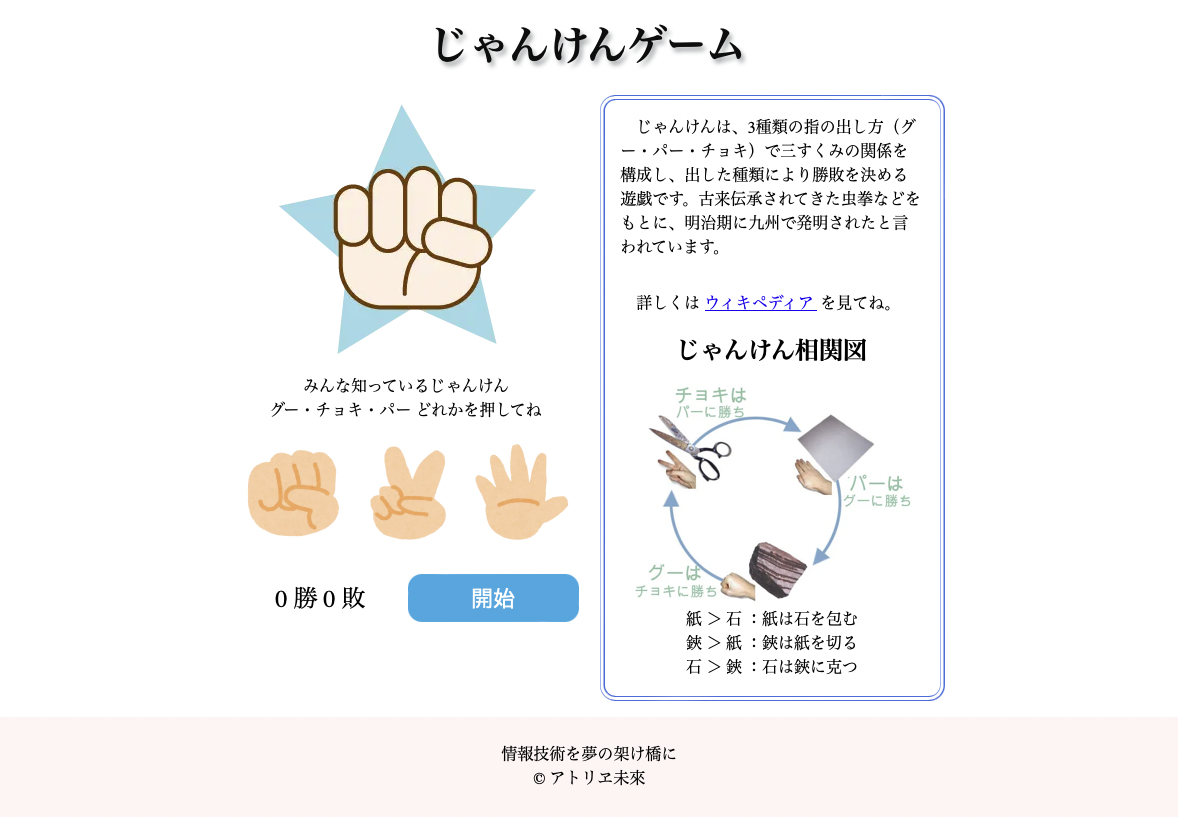 じゃんけんゲーム
みんな知っているじゃんけん
グー・チョキ・パー どれかを押してね
0 勝 0 敗
開始
じゃんけんは、3種類の指の出し方（グ
ー・パー・チョキ）で三すくみの関係を
構成し、出した種類により勝敗を決める
遊戯です。古来伝承されてきた虫拳などを
もとに、明治期に九州で発明されたと言
われています。
詳しくは ウィキペディア を見てね。
じゃんけん相関図
チョキは
パーに勝ち
パーは
グーに勝ち
グーは
チョキに勝ち
紙 ＞ 石 ：紙は石を包む
鋏 ＞ 紙 ：鋏は紙を切る
石 ＞ 鋏 ：石は鋏に克つ
情報技術を夢の架け橋に
© アトリヱ未來